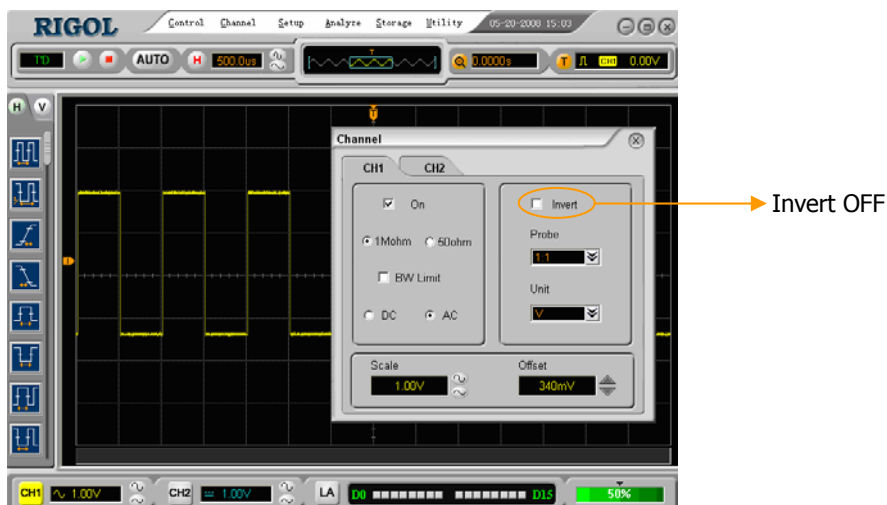 RIGOL Control Channel Setup Analyze Storage Utility 05-20-2008 15:03
T'D AUTO H 500.0us T 0.0000s T CH1 0.00V
H V
T
Channel
CH1 CH2
On
Invert
Invert OFF
1Mohm 50ohm
Probe
1:1
BW Limit
Unit
V
DC AC
Scale
1.00V
Offset
340mV
CH1 1.00V CH2 1.00V LA D0 D15 50%